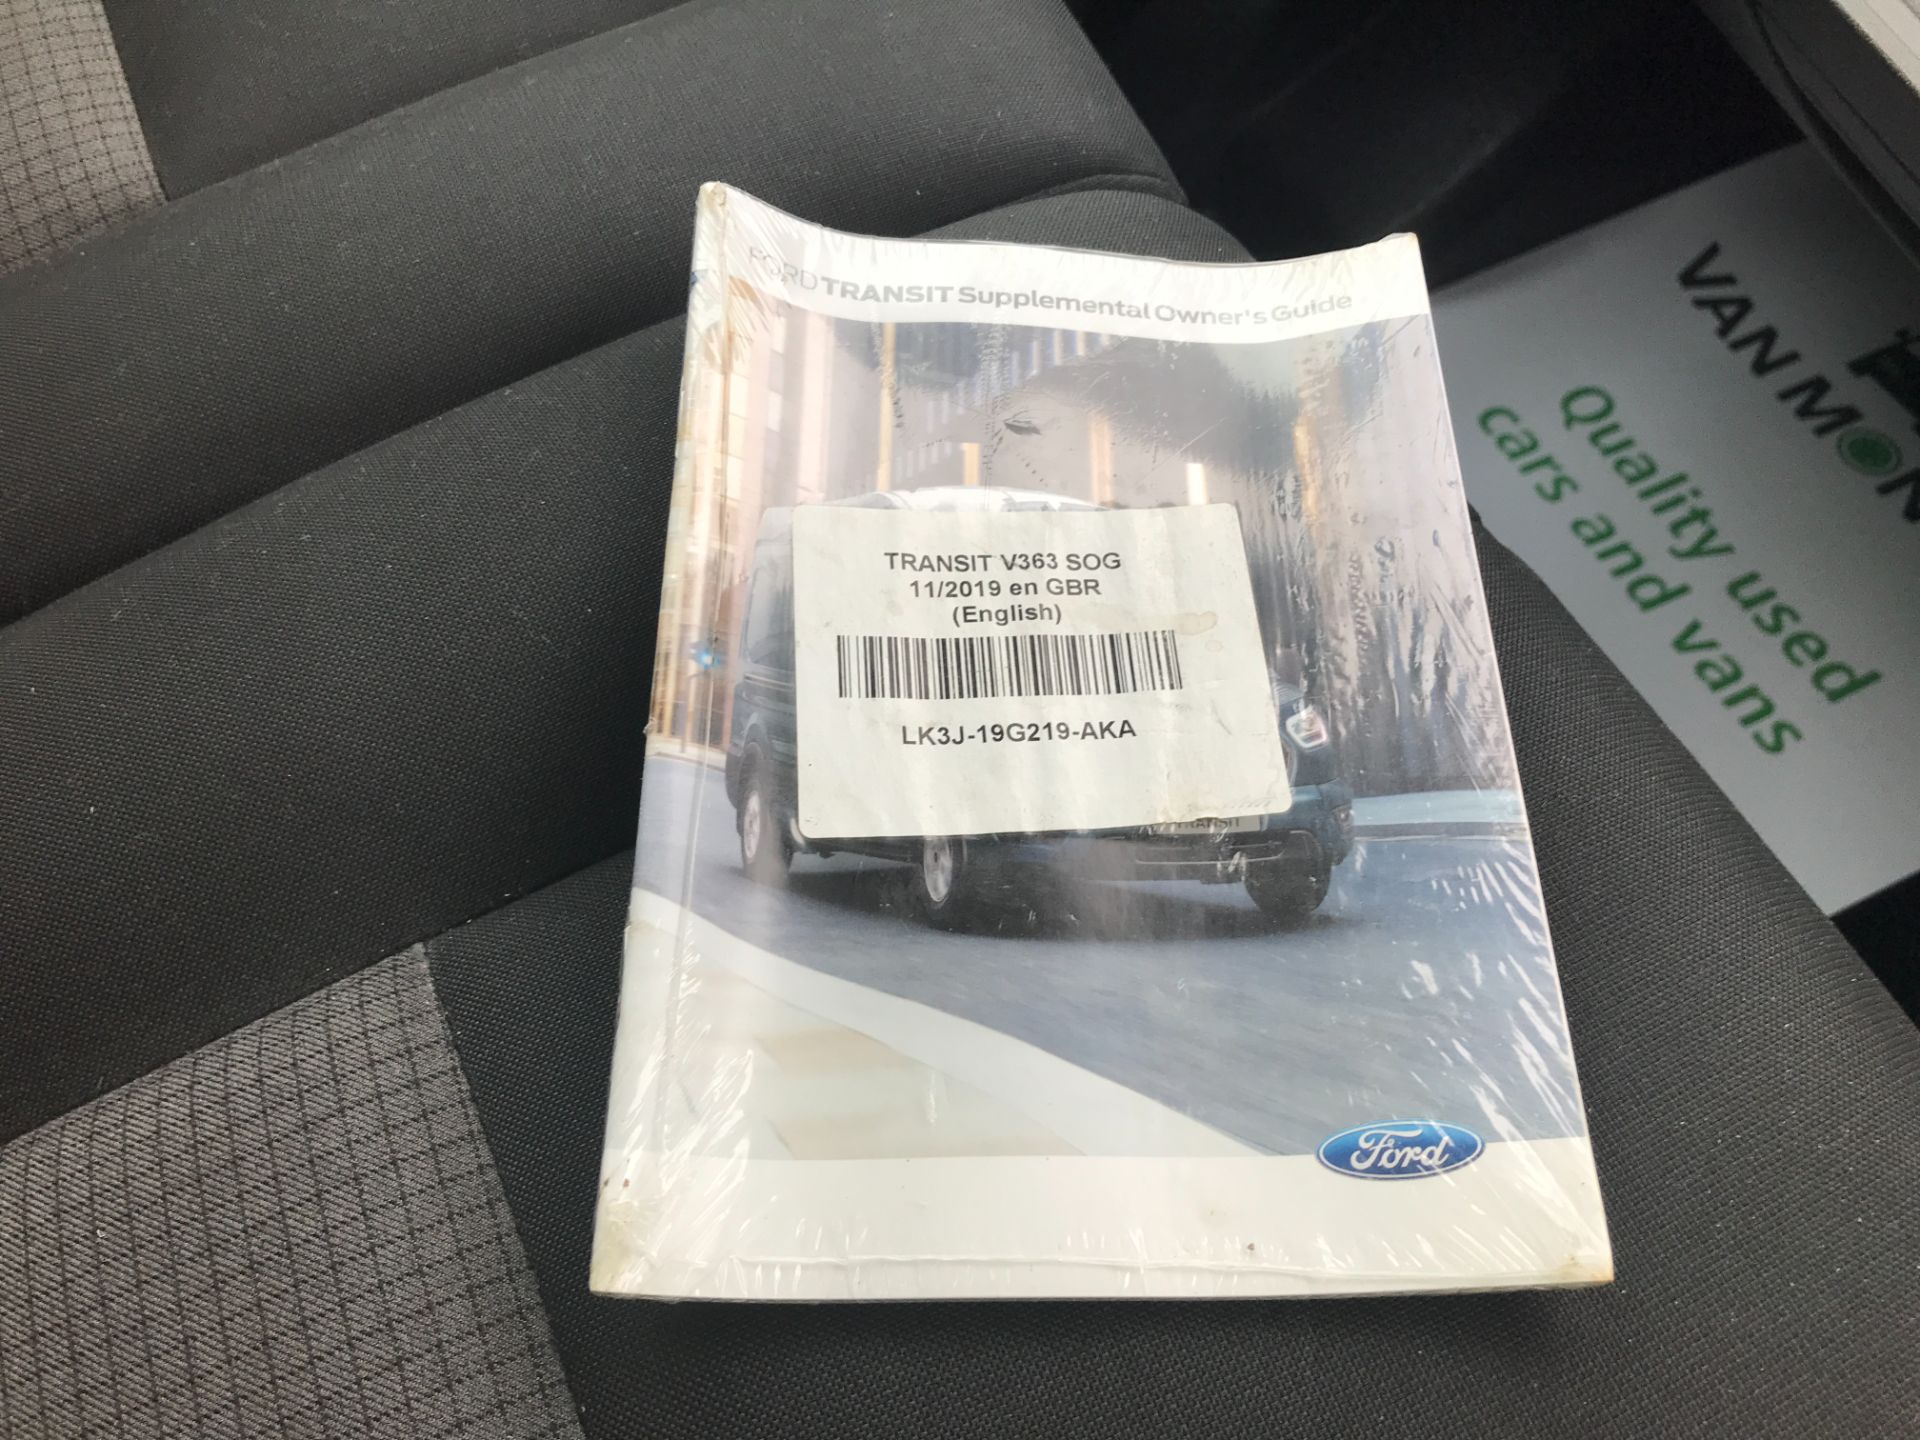 FORD TRANSIT Supplemental Owner's Guide
TRANSIT V363 SOG
11/2019 en GBR
(English)
LK3J-19G219-AKA
TRANSIT
Ford
VAN MON
Quality used
cars and vans